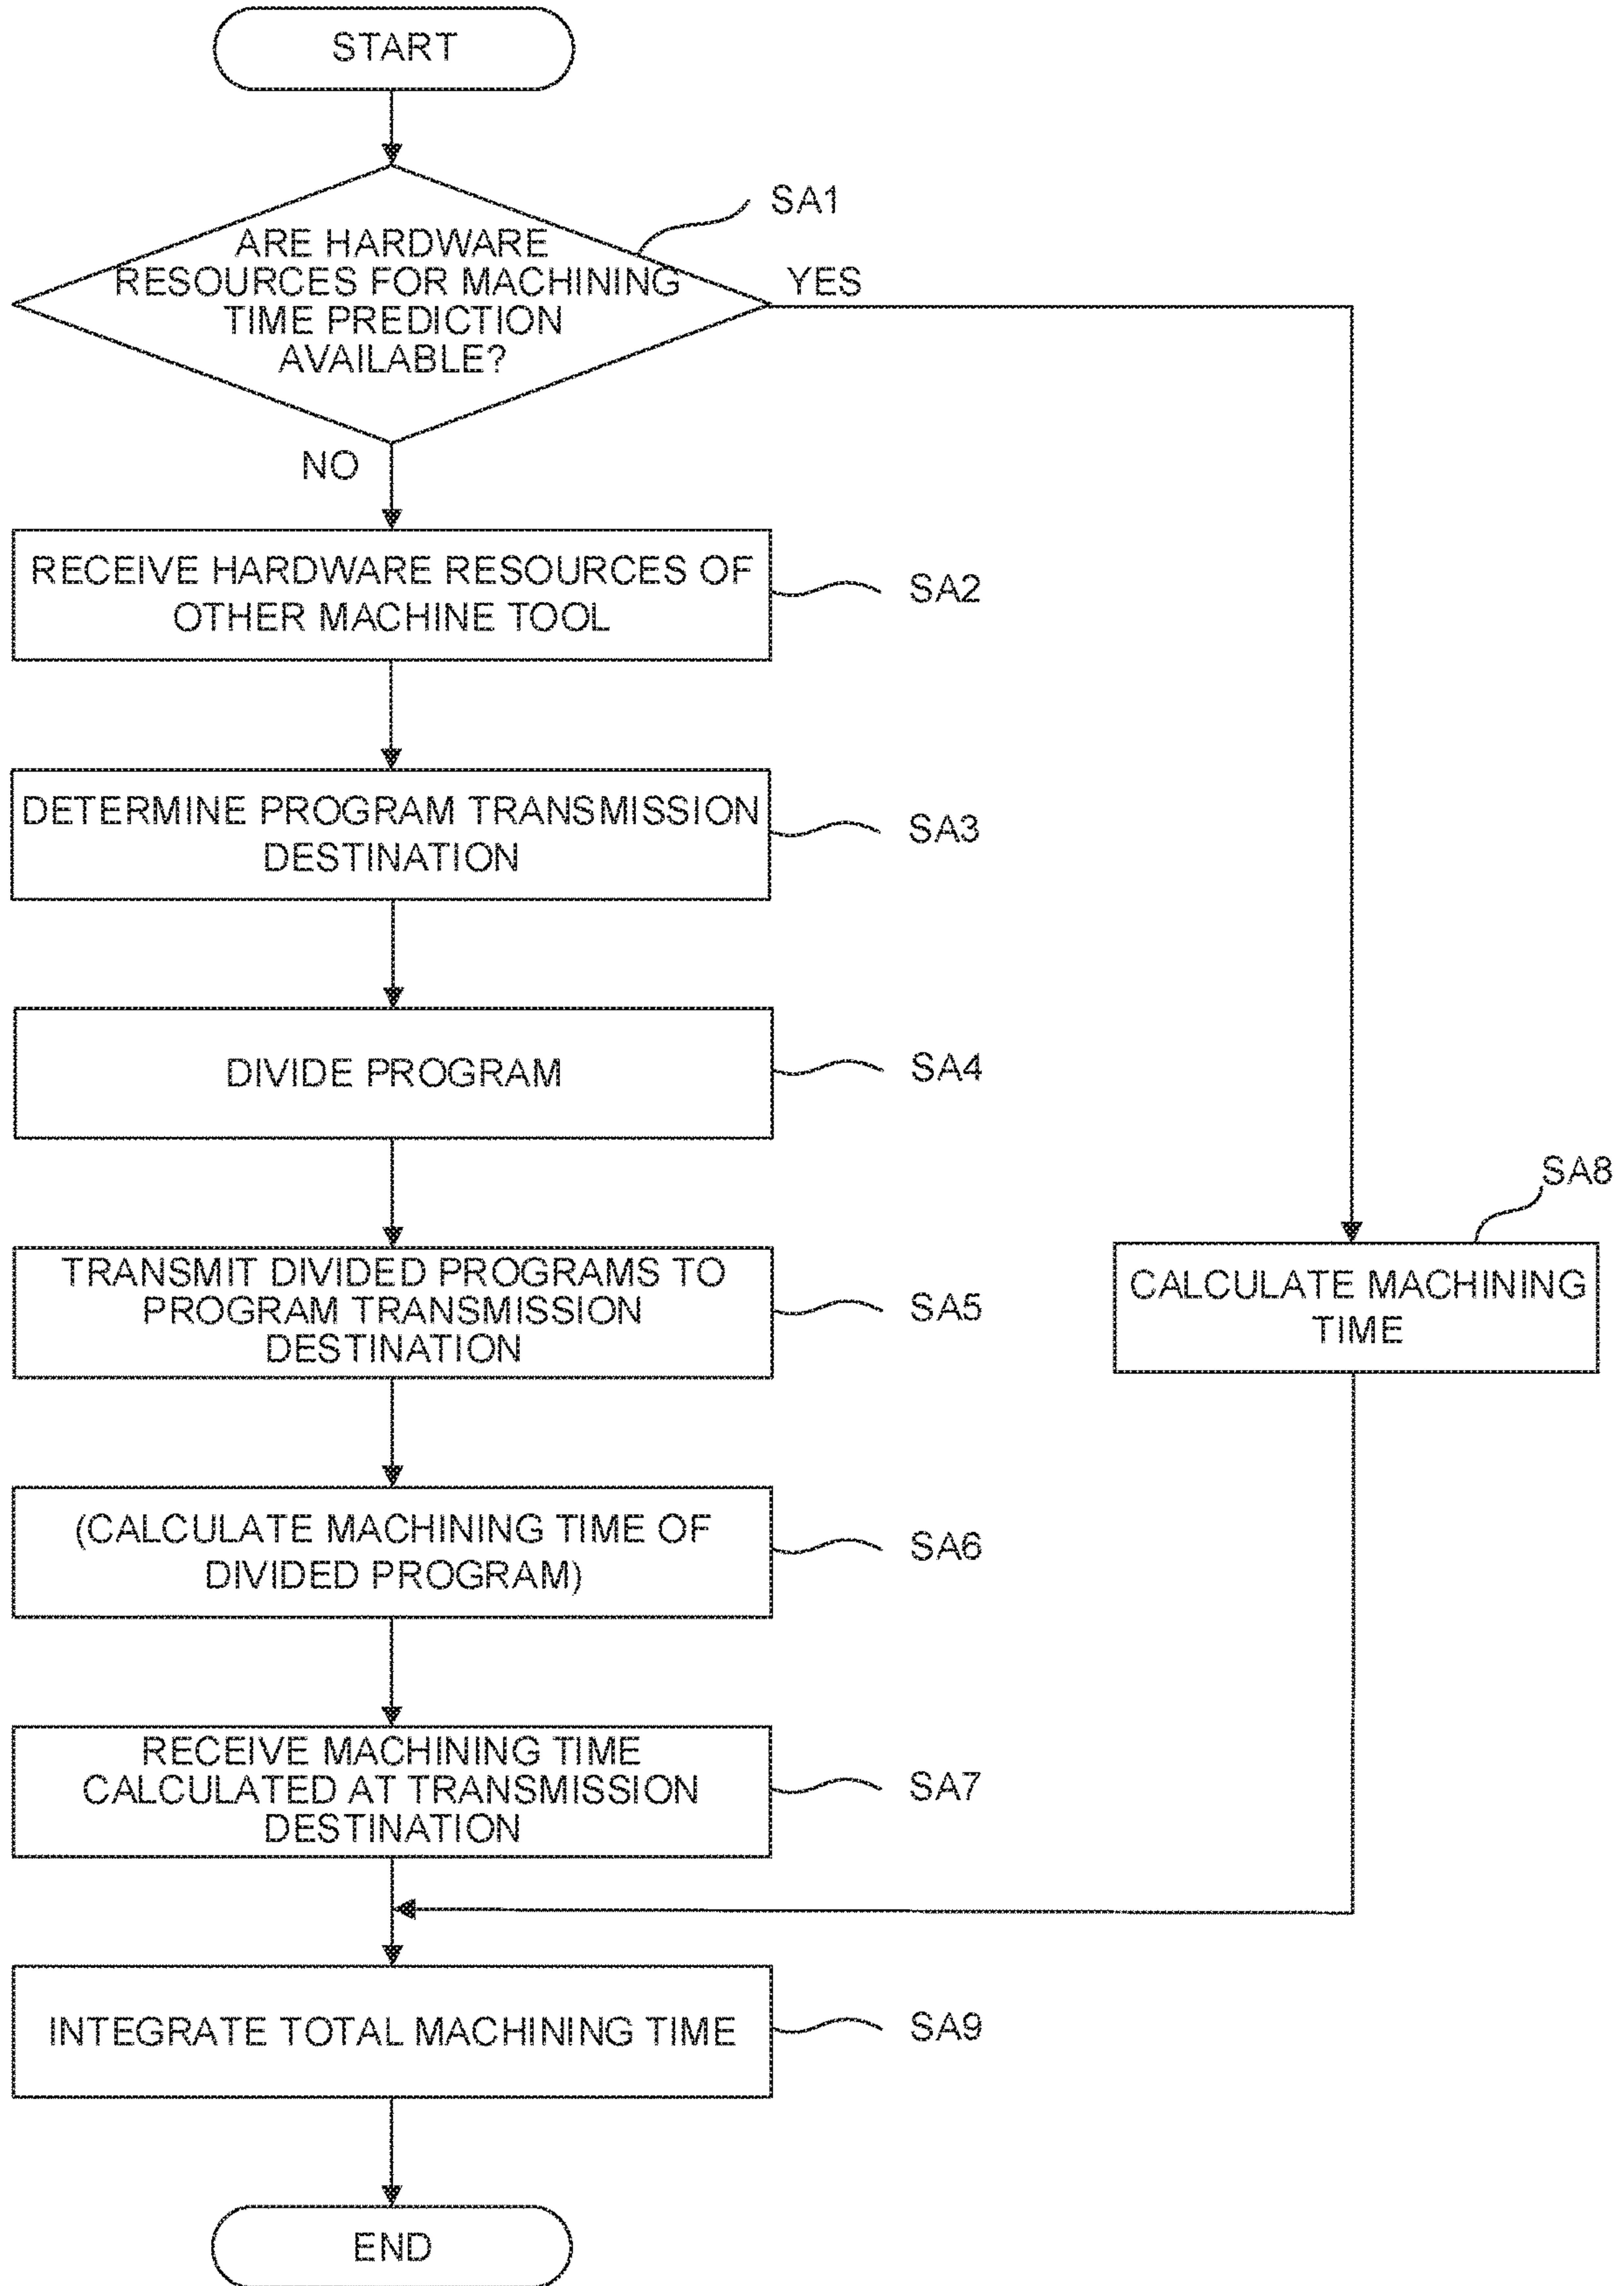 START
SA1
ARE HARDWARE
RESOURCES FOR MACHINING
TIME PREDICTION
AVAILABLE?
YES
NO
RECEIVE HARDWARE RESOURCES OF
OTHER MACHINE TOOL
SA2
DETERMINE PROGRAM TRANSMISSION
DESTINATION
SA3
DIVIDE PROGRAM
SA4
TRANSMIT DIVIDED PROGRAMS TO
PROGRAM TRANSMISSION
DESTINATION
SA5
SA8
CALCULATE MACHINING
TIME
(CALCULATE MACHINING TIME OF
DIVIDED PROGRAM)
SA6
RECEIVE MACHINING TIME
CALCULATED AT TRANSMISSION
DESTINATION
SA7
INTEGRATE TOTAL MACHINING TIME
SA9
END